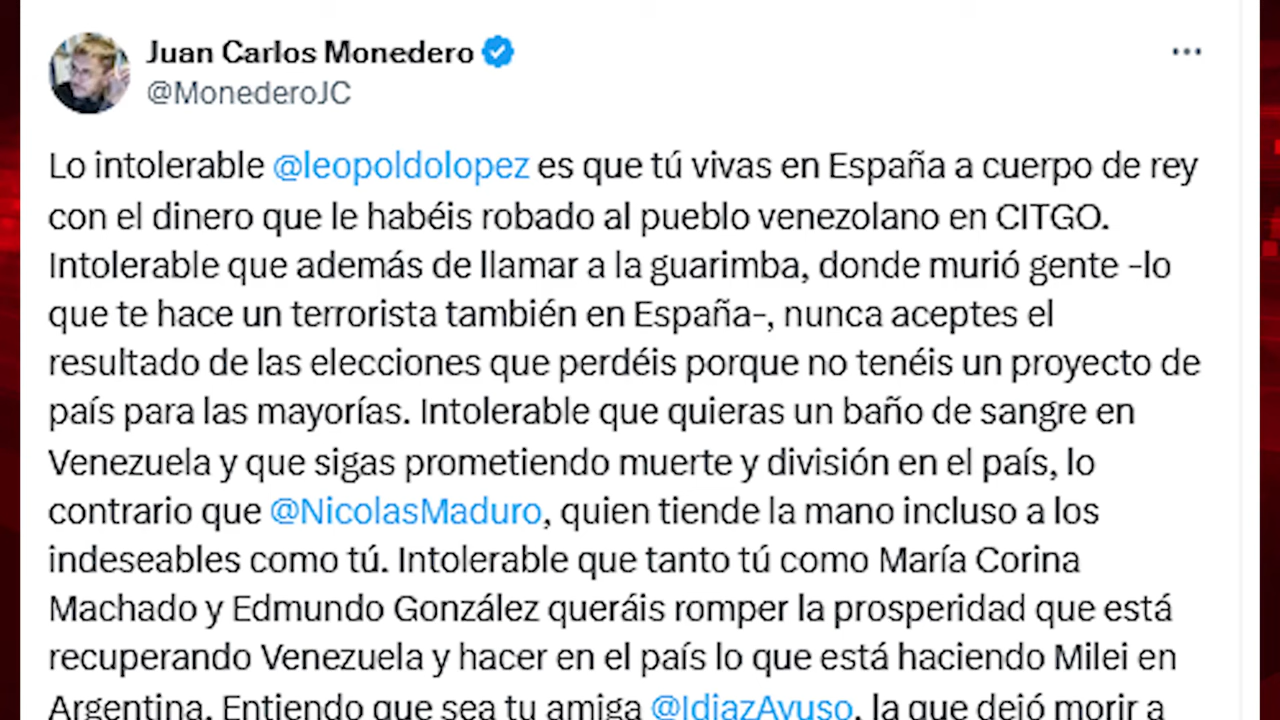 Juan Carlos Monedero
@MonederoJC
Lo intolerable @leopoldolopez es que tú vivas en España a cuerpo de rey
con el dinero que le habéis robado al pueblo venezolano en CITGO.
Intolerable que además de llamar a la guarimba, donde murió gente -lo
que te hace un terrorista también en España-, nunca aceptes el
resultado de las elecciones que perdéis porque no tenéis un proyecto de
país para las mayorías. Intolerable que quieras un baño de sangre en
Venezuela y que sigas prometiendo muerte y división en el país, lo
contrario que @NicolasMaduro, quien tiende la mano incluso a los
indeseables como tú. Intolerable que tanto tú como María Corina
Machado y Edmundo González queráis romper la prosperidad que está
recuperando Venezuela y hacer en el país lo que está haciendo Milei en
Argentina. Entiendo que sea tu amiga @IdiazAyuso, la que dejó morir a